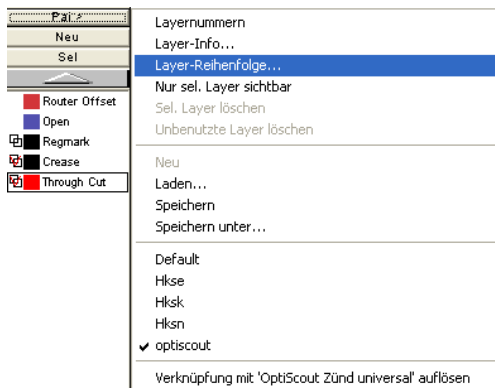 Neu
Sel
Router Offset
Open
Regmark
Crease
Through Cut
Layernummern
Layer-Info...
Layer-Reihenfolge...
Nur sel. Layer sichtbar
Sel. Layer löschen
Unbenutzte Layer löschen
Neu
Laden...
Speichern
Speichern unter...
Default
Hkse
Hksk
Hksn
optiscout
Verknüpfung mit 'OptiScout Zünd universal' auflösen